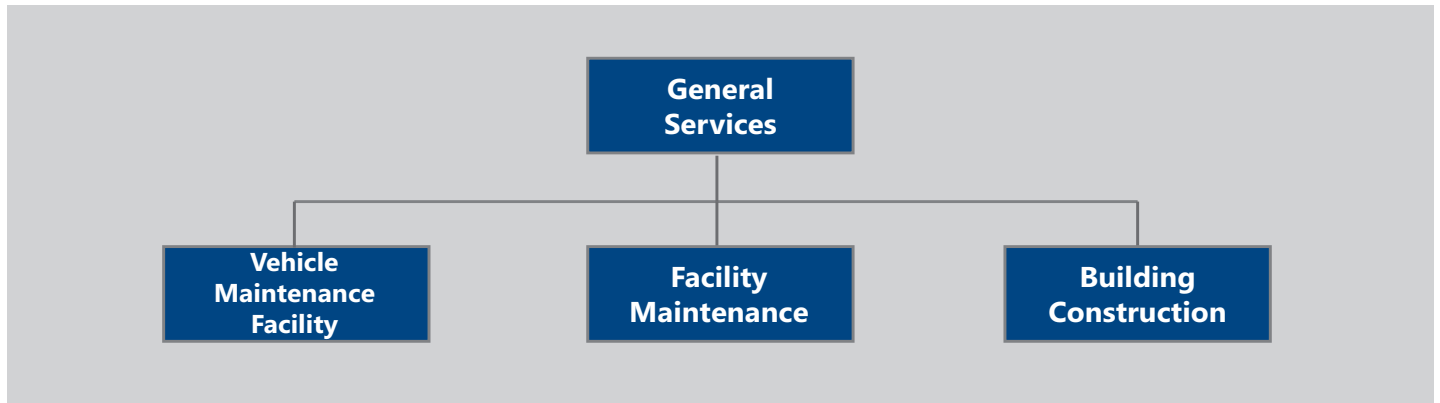 General
Services
Vehicle
Maintenance
Facility
Facility
Maintenance
Building
Construction